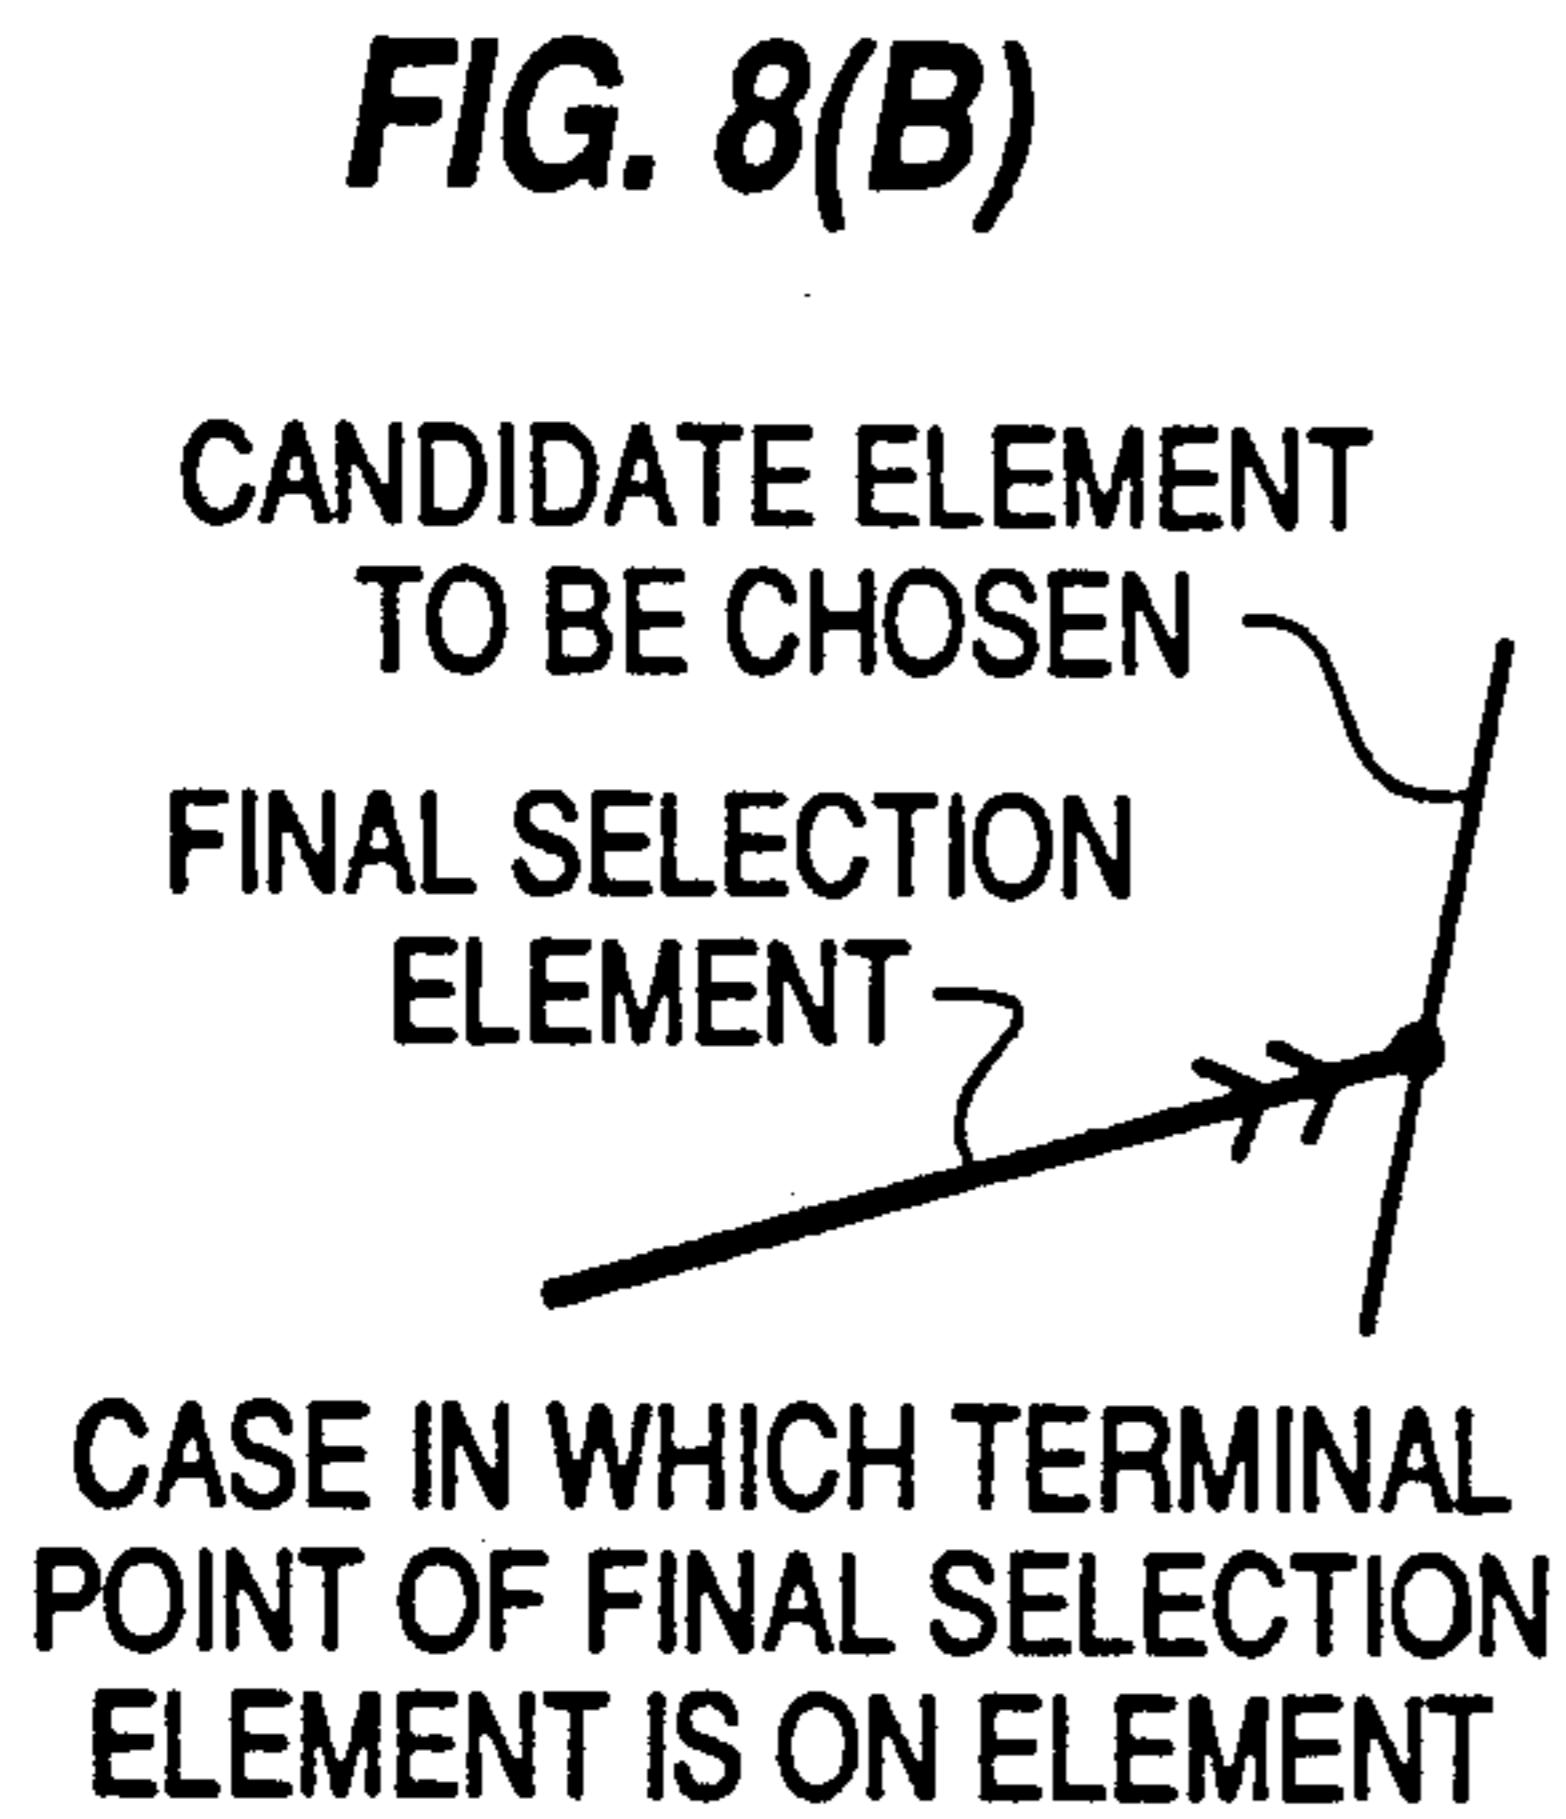 FIG. 8(B)
CANDIDATE ELEMENT
TO BE CHOSEN
FINAL SELECTION
ELEMENT
CASE IN WHICH TERMINAL
POINT OF FINAL SELECTION
ELEMENT IS ON ELEMENT